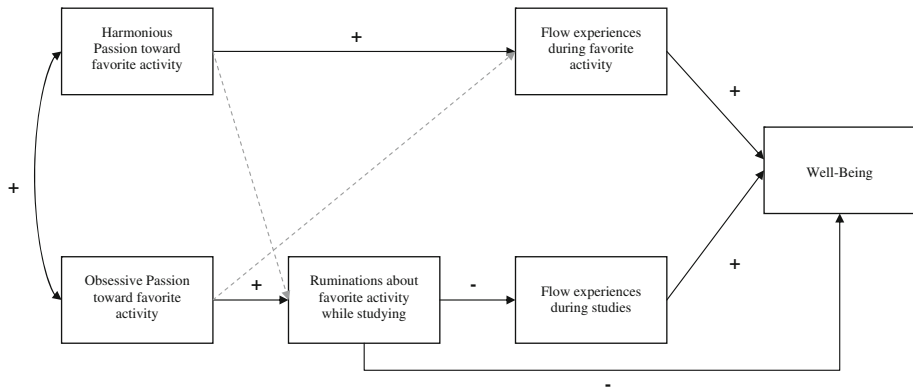 Harmonious
Passion toward
favorite activity
+
Flow experiences
during favorite
activity
+
Well-Being
+
Obsessive Passion
toward favorite
activity
+
Ruminations about
favorite activity
while studying
-
Flow experiences
during studies
+
-